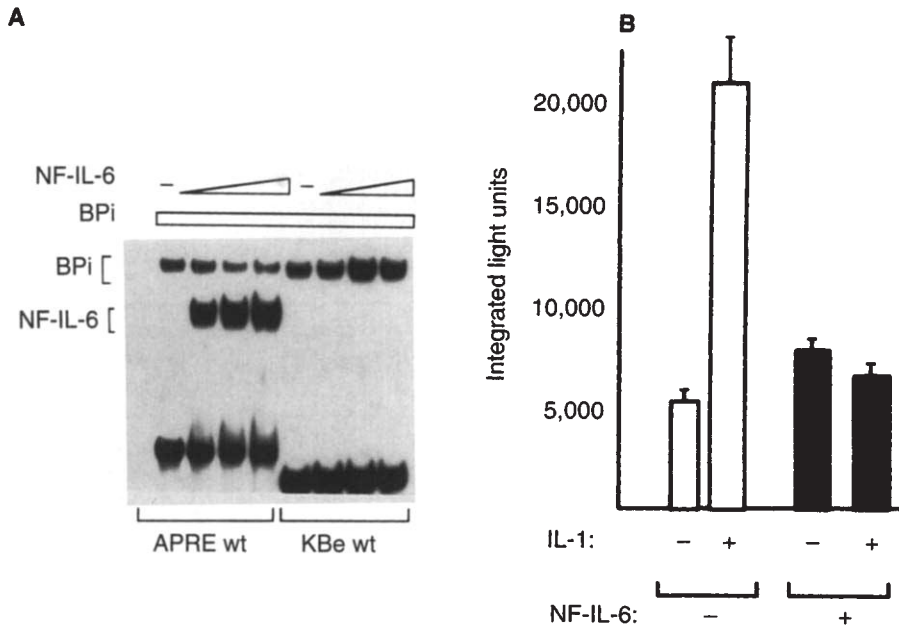 A
NF-IL-6 – –
BPi
BPi [
NF-IL-6 [
APRE wt KBe wt
B
Integrated light units
20,000
15,000
10,000
5,000
IL-1: – + – +
NF-IL-6: – +